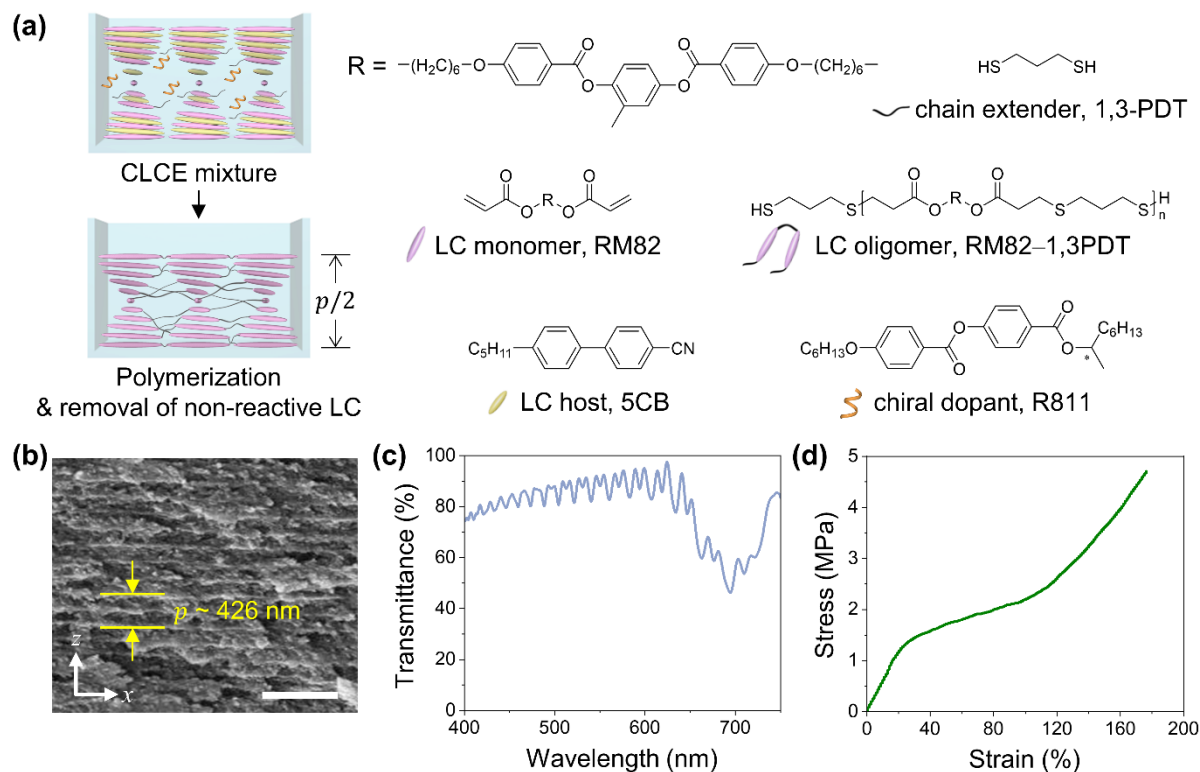 (a)
CLCE mixture
p/2
Polymerization
& removal of non-reactive LC
R =
(H₂C)₆
O
O
O
O
O
O
(CH₂)₆
HS
SH
chain extender, 1,3-PDT
O
O
R
O
O
LC monomer, RM82
HS
S
O
O
R
O
O
S
S
H
n
LC oligomer, RM82–1,3PDT
C₅H₁₁
CN
LC host, 5CB
C₆H₁₃O
O
O
O
O
C₆H₁₃
*
chiral dopant, R811
(b)
p ~ 426 nm
z
x
(c)
Transmittance (%)
100
80
60
40
20
0
400 500 600 700
Wavelength (nm)
(d)
Stress (MPa)
5
4
3
2
1
0
0 40 80 120 160 200
Strain (%)